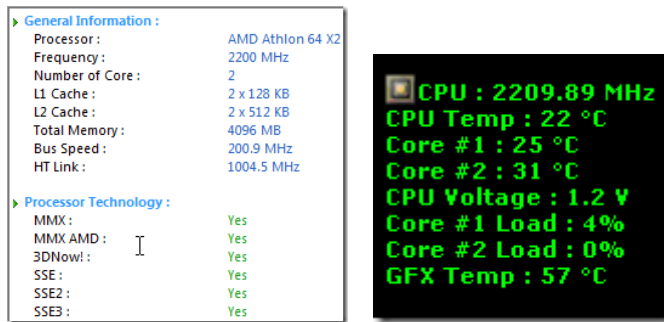 General Information :
Processor : AMD Athlon 64 X2
Frequency : 2200 MHz
Number of Core : 2
L1 Cache : 2 x 128 KB
L2 Cache : 2 x 512 KB
Total Memory : 4096 MB
Bus Speed : 200.9 MHz
HT Link : 1004.5 MHz
Processor Technology :
MMX : Yes
MMX AMD : Yes
3DNow! : Yes
SSE : Yes
SSE2 : Yes
SSE3 : Yes
CPU : 2209.89 MHz
CPU Temp : 22 °C
Core #1 : 25 °C
Core #2 : 31 °C
CPU Voltage : 1.2 V
Core #1 Load : 4%
Core #2 Load : 0%
GFX Temp : 57 °C